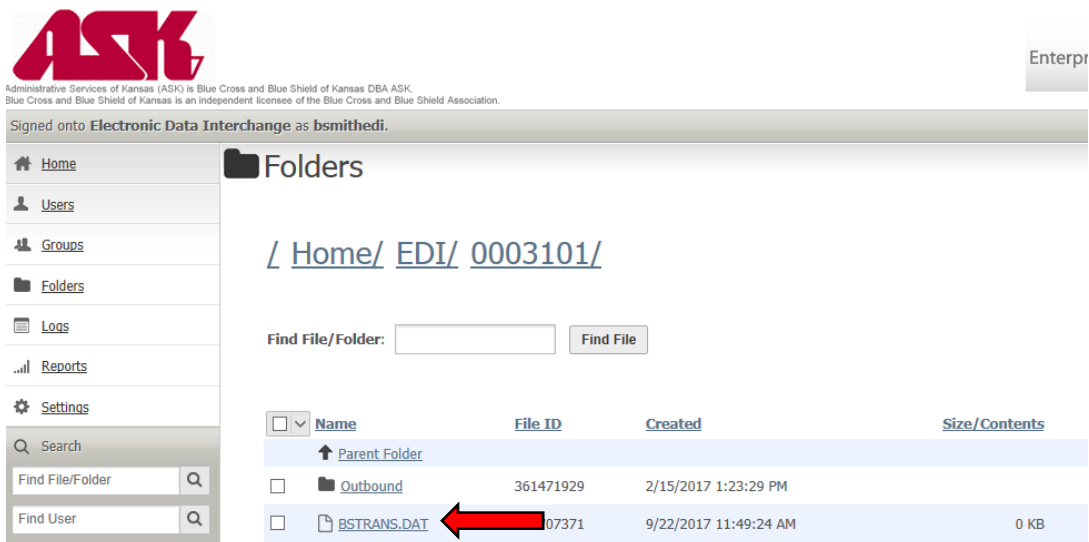 ASK
Administrative Services of Kansas (ASK) is Blue Cross and Blue Shield of Kansas DBA ASK.
Blue Cross and Blue Shield of Kansas is an independent licensee of the Blue Cross and Blue Shield Association.
Enterpr
Signed onto Electronic Data Interchange as bsmithedi.
Home
Users
Groups
Folders
Logs
Reports
Settings
Search
Find File/Folder
Find User
Folders
/ Home/ EDI/ 0003101/
Find File/Folder: Find File
Name File ID Created Size/Contents
Parent Folder
Outbound 361471929 2/15/2017 1:23:29 PM
BSTRANS.DAT 07371 9/22/2017 11:49:24 AM 0 KB